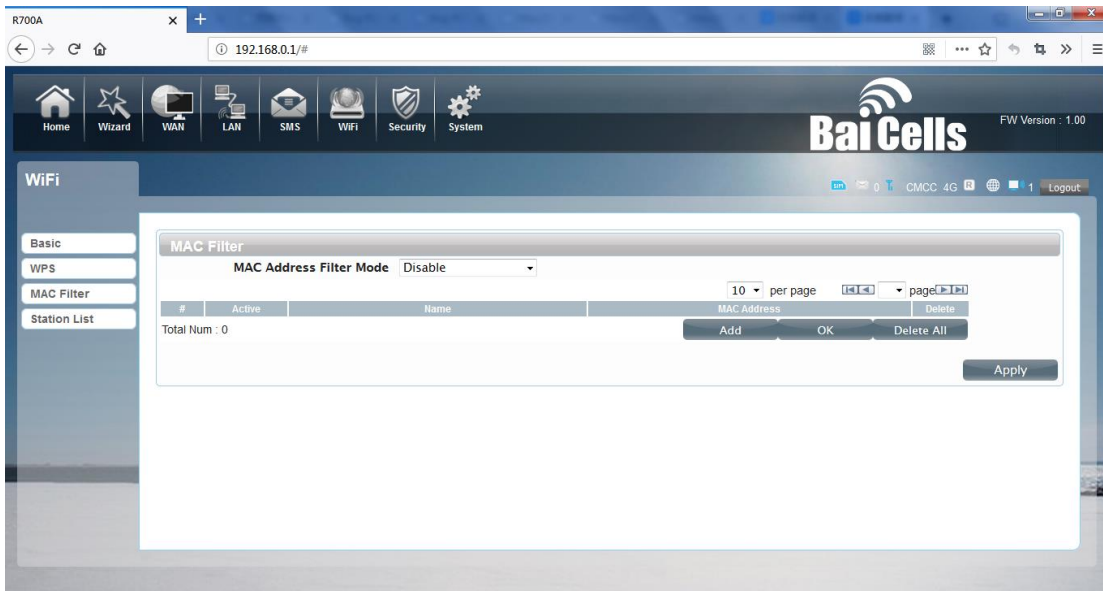 R700A
192.168.0.1/#
Home Wizard WAN LAN SMS WiFi Security System
BaiCells
FW Version : 1.00
WiFi
SIM 0 CMCC 4G R 1 Logout
Basic
WPS
MAC Filter
Station List
MAC Filter
MAC Address Filter Mode Disable
10 per page page
# Active Name MAC Address Delete
Total Num : 0 Add OK Delete All
Apply